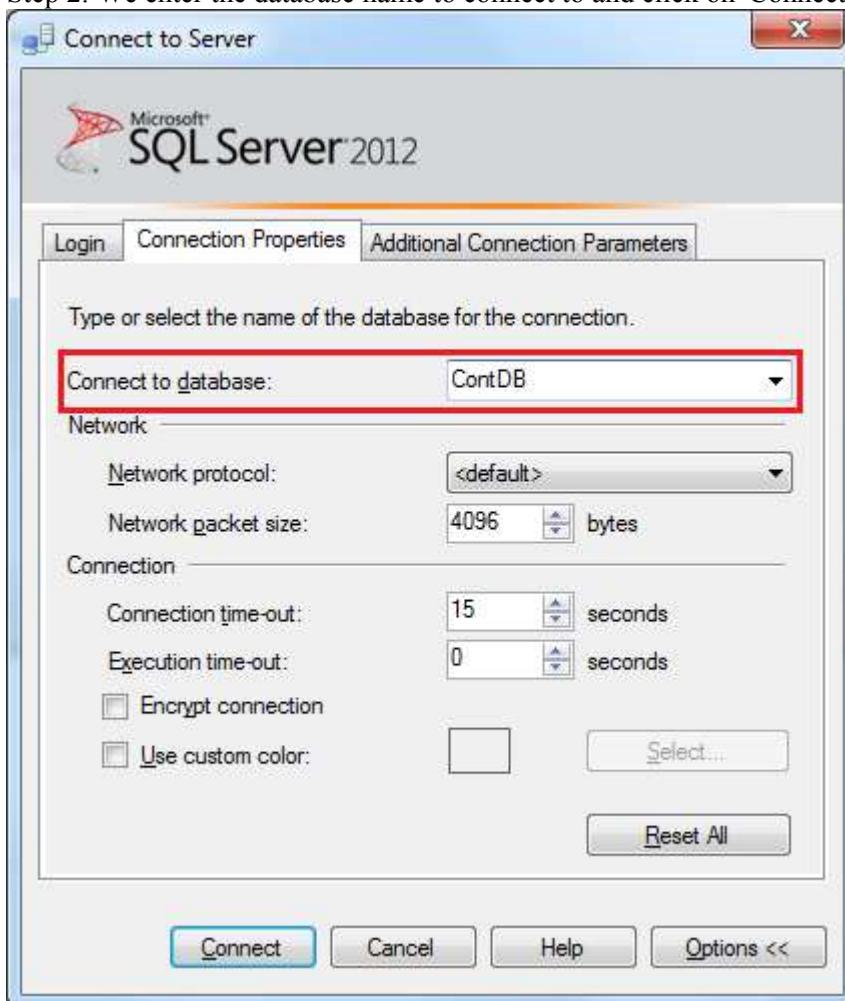 Step 2: We enter the database name to connect to and click on 'Connect
Connect to Server
Microsoft®
SQL Server 2012
Login Connection Properties Additional Connection Parameters
Type or select the name of the database for the connection.
Connect to database: ContDB
Network
Network protocol: <default>
Network packet size: 4096 bytes
Connection
Connection time-out: 15 seconds
Execution time-out: 0 seconds
Encrypt connection
Use custom color: Select...
Reset All
Connect Cancel Help Options <<